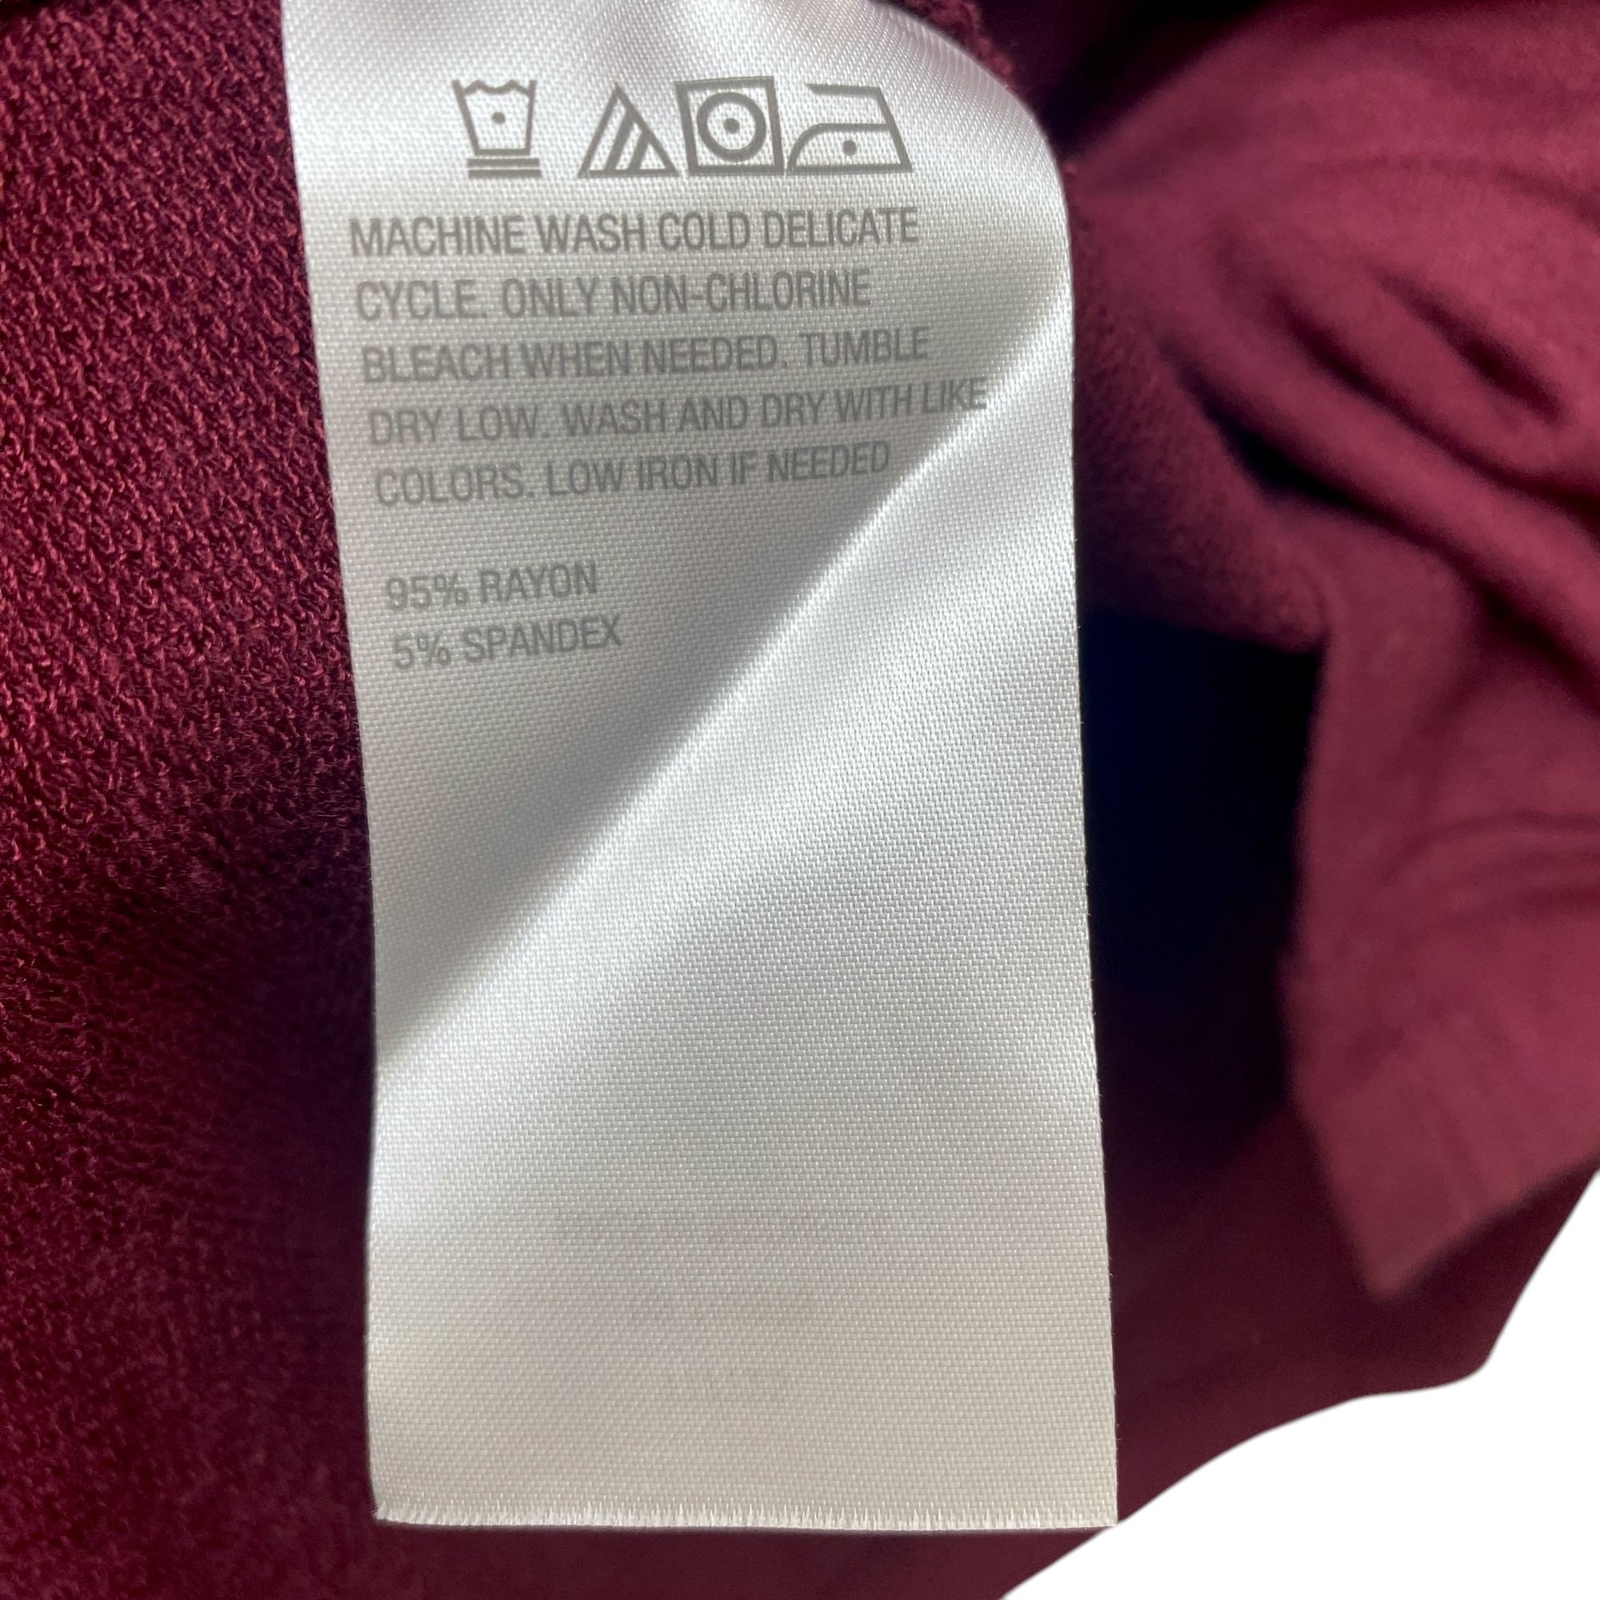 MACHINE WASH COLD DELICATE
CYCLE. ONLY NON-CHLORINE
BLEACH WHEN NEEDED. TUMBLE
DRY LOW. WASH AND DRY WITH LIKE
COLORS. LOW IRON IF NEEDED
95% RAYON
5% SPANDEX